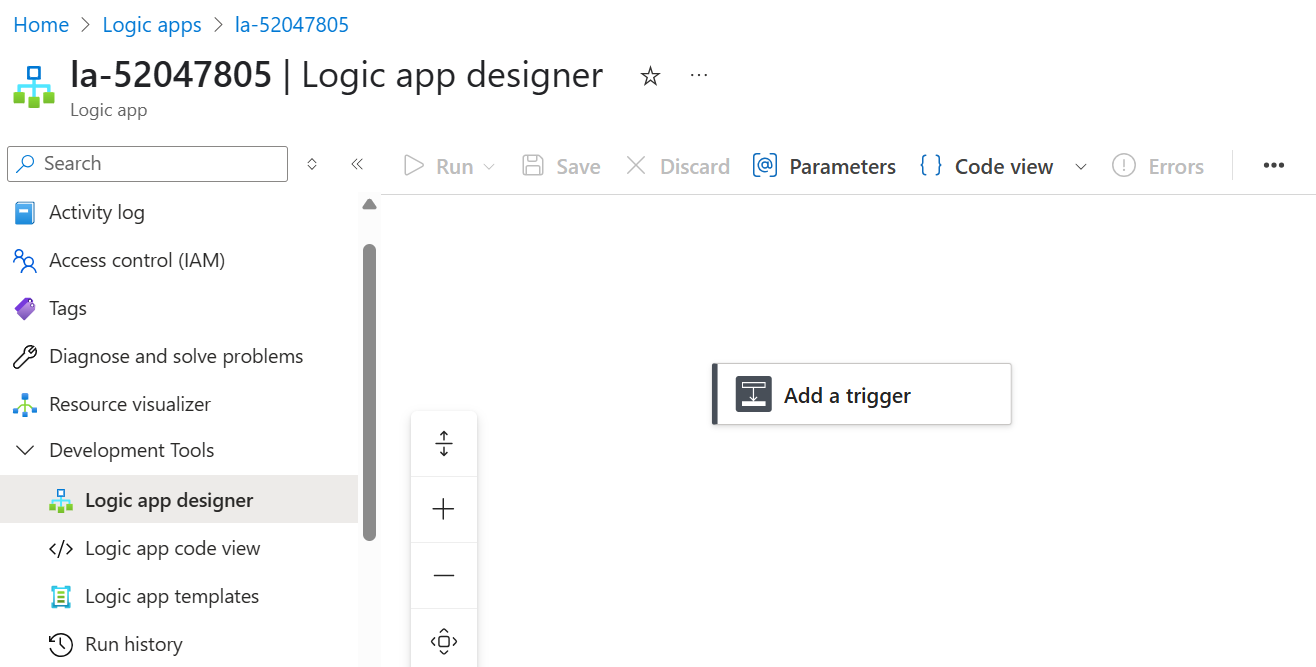 Home > Logic apps > la-52047805
la-52047805 | Logic app designer ...
Logic app
Search
Run Save Discard Parameters Code view Errors
Activity log
Access control (IAM)
Tags
Diagnose and solve problems
Add a trigger
Resource visualizer
Development Tools
Logic app designer
Logic app code view
Logic app templates
Run history